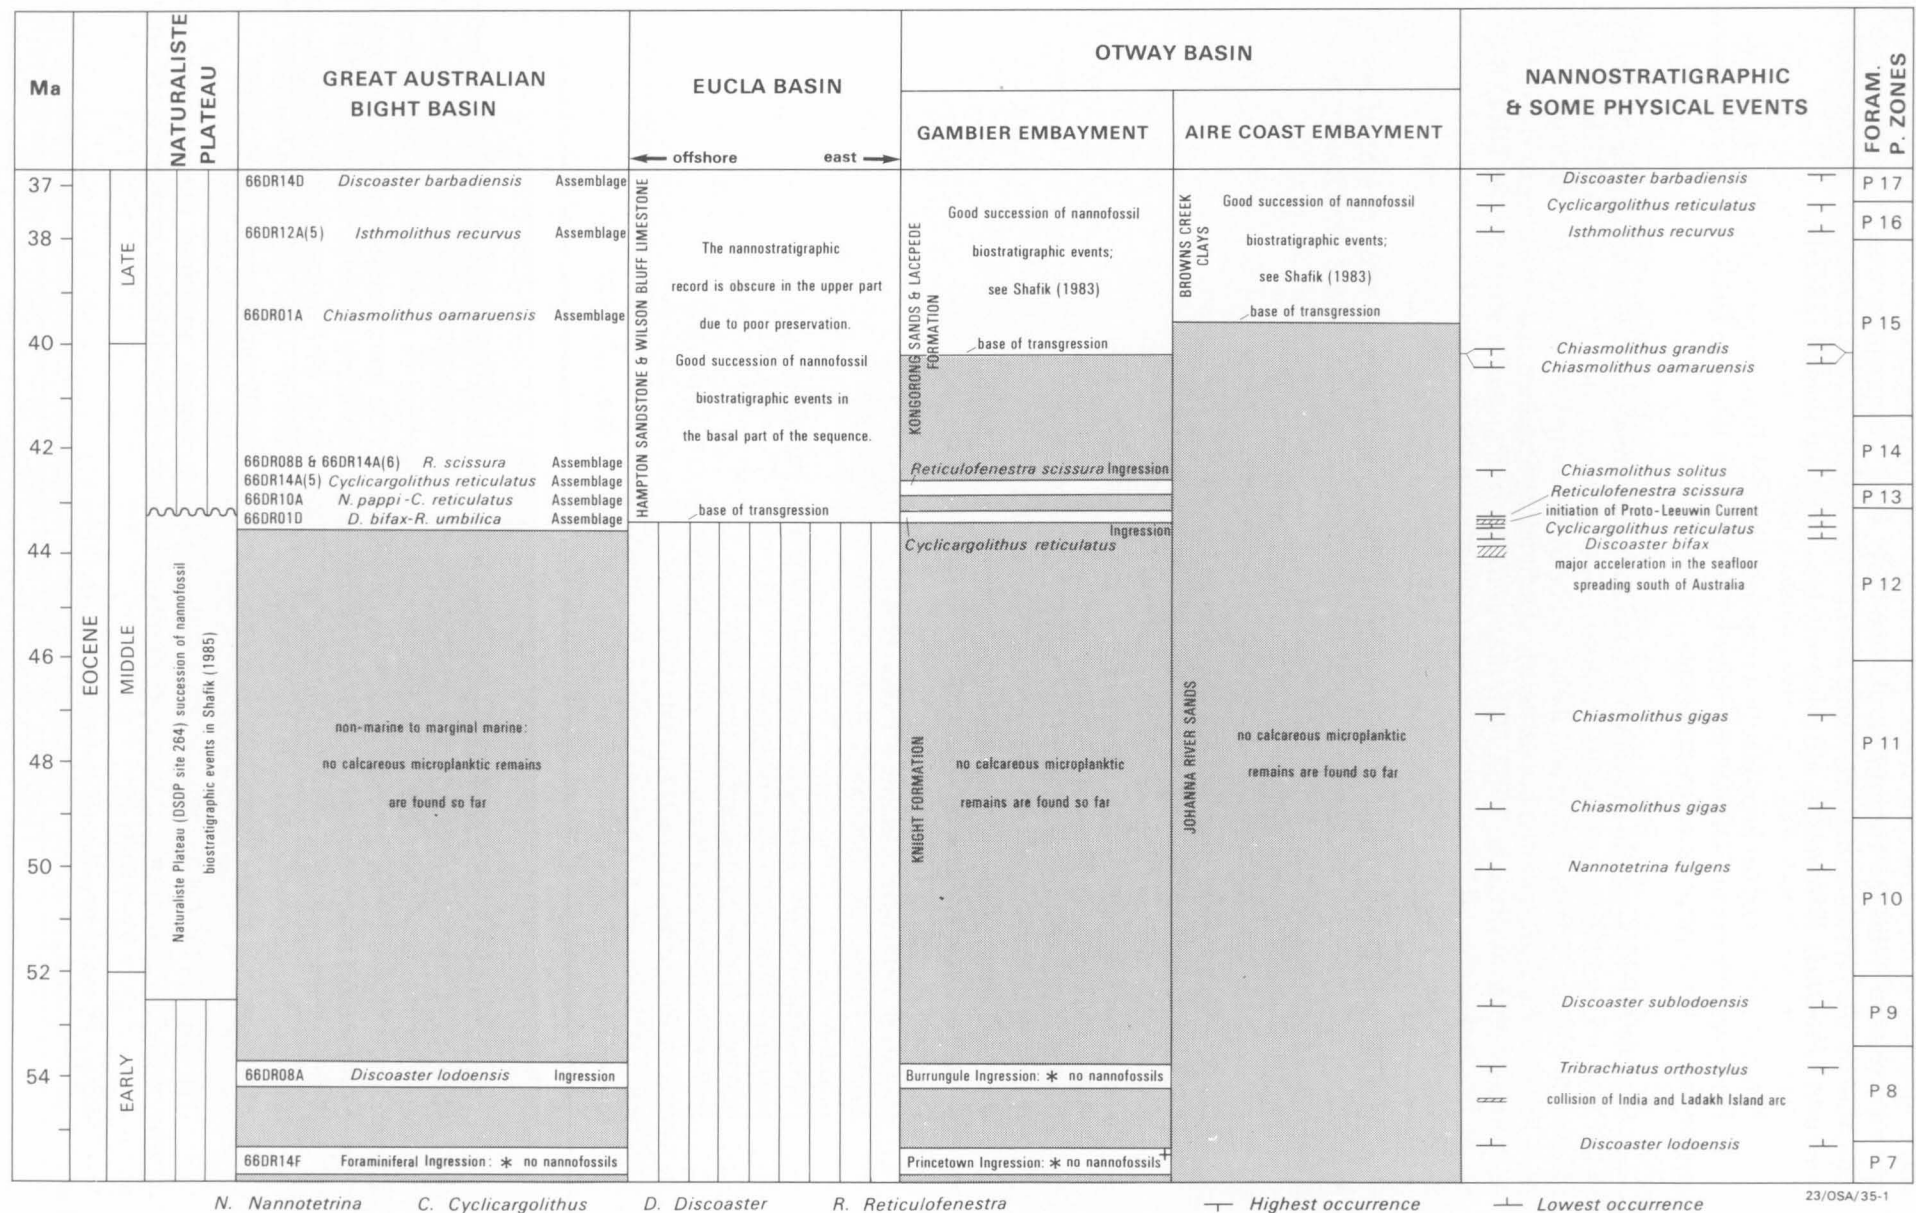 Ma
NATURALISTE
PLATEAU
GREAT AUSTRALIAN
BIGHT BASIN
EUCLA BASIN
offshore
east
OTWAY BASIN
GAMBIER EMBAYMENT
AIRE COAST EMBAYMENT
NANNOSTRATIGRAPHIC
& SOME PHYSICAL EVENTS
FORAM.
P. ZONES
37
38
40
42
44
46
48
50
52
54
EOCENE
LATE
MIDDLE
EARLY
Naturaliste Plateau (DSDP site 264) succession of nannofossil
biostratigraphic events in Shafik (1985)
66DR14D Discoaster barbadiensis Assemblage
66DR12A(5) Isthmolithus recurvus Assemblage
66DR01A Chiasmolithus oamaruensis Assemblage
66DR08B & 66DR14A(6) R. scissura Assemblage
66DR14A(5) Cyclicargolithus reticulatus Assemblage
66DR10A N. pappi-C. reticulatus Assemblage
66DR01D D. bifax-R. umbilica Assemblage
non-marine to marginal marine:
no calcareous microplanktic remains
are found so far
66DR08A Discoaster lodoensis Ingression
66DR14F Foraminiferal Ingression: * no nannofossils
HAMPTON SANDSTONE & WILSON BLUFF LIMESTONE
The nannostratigraphic
record is obscure in the upper part
due to poor preservation.
Good succession of nannofossil
biostratigraphic events in
the basal part of the sequence.
base of transgression
KONGORONG SANDS & LACEPEDE
FORMATION
Good succession of nannofossil
biostratigraphic events;
see Shafik (1983)
base of transgression
Reticulofenestra scissura Ingression
Ingression
Cyclicargolithus reticulatus
KNIGHT FORMATION
no calcareous microplanktic
remains are found so far
Burrungule Ingression: * no nannofossils
Princetown Ingression: * no nannofossils+
BROWNS CREEK
CLAYS
Good succession of nannofossil
biostratigraphic events;
see Shafik (1983)
base of transgression
JOHANNA RIVER SANDS
no calcareous microplanktic
remains are found so far
Discoaster barbadiensis
Cyclicargolithus reticulatus
Isthmolithus recurvus
Chiasmolithus grandis
Chiasmolithus oamaruensis
Chiasmolithus solitus
Reticulofenestra scissura
initiation of Proto-Leeuwin Current
Cyclicargolithus reticulatus
Discoaster bifax
major acceleration in the seafloor
spreading south of Australia
Chiasmolithus gigas
Chiasmolithus gigas
Nannotetrina fulgens
Discoaster sublodoensis
Tribrachiatus orthostylus
collision of India and Ladakh Island arc
Discoaster lodoensis
P 17
P 16
P 15
P 14
P 13
P 12
P 11
P 10
P 9
P 8
P 7
N. Nannotetrina C. Cyclicargolithus D. Discoaster R. Reticulofenestra Highest occurrence Lowest occurrence
23/OSA/35-1